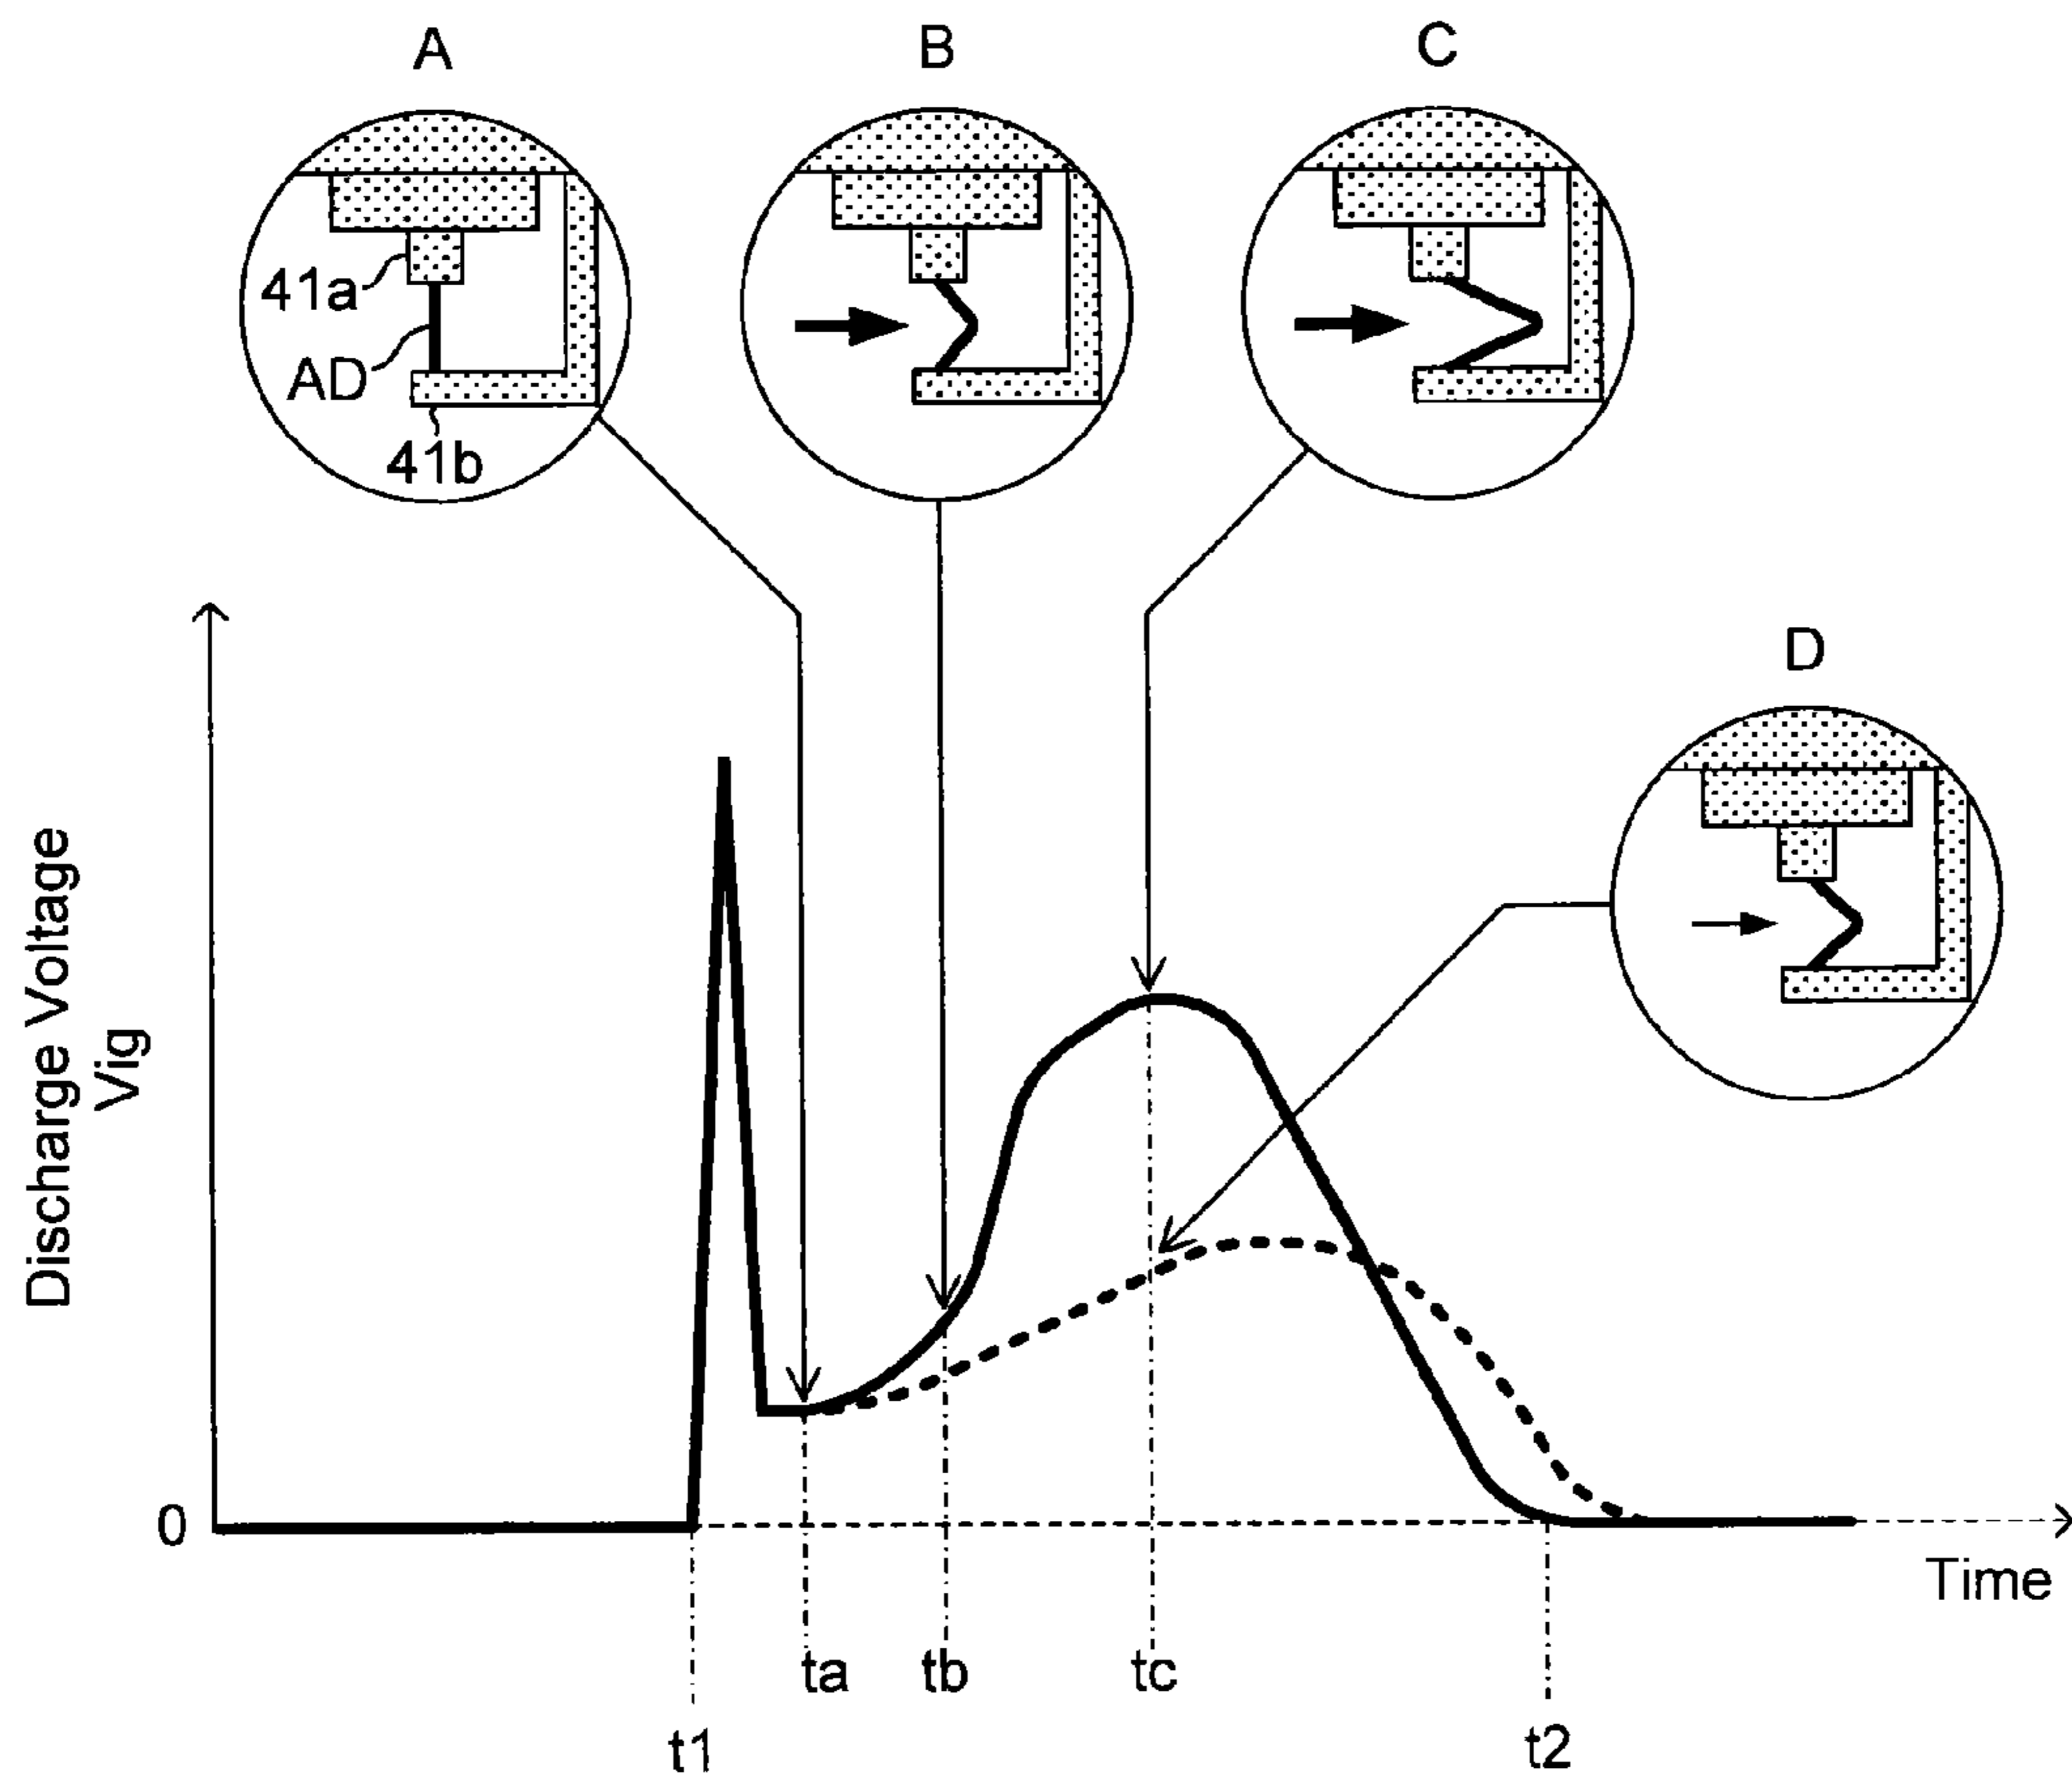 A
B
C
41a
AD
41b
D
Discharge Voltage
Vig
0
Time
ta
tb
tc
t1
t2